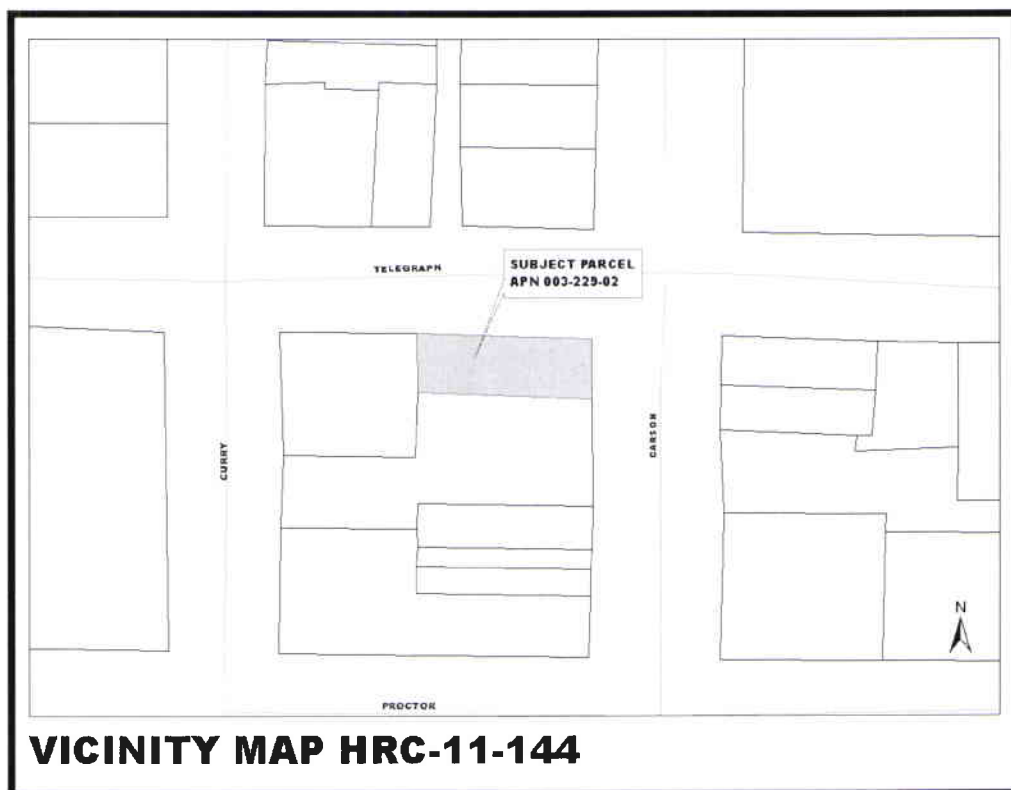 TELEGRAPH
SUBJECT PARCEL
APN 003-229-02
CURRY
CARSON
N
PROCTOR
VICINITY MAP HRC-11-144